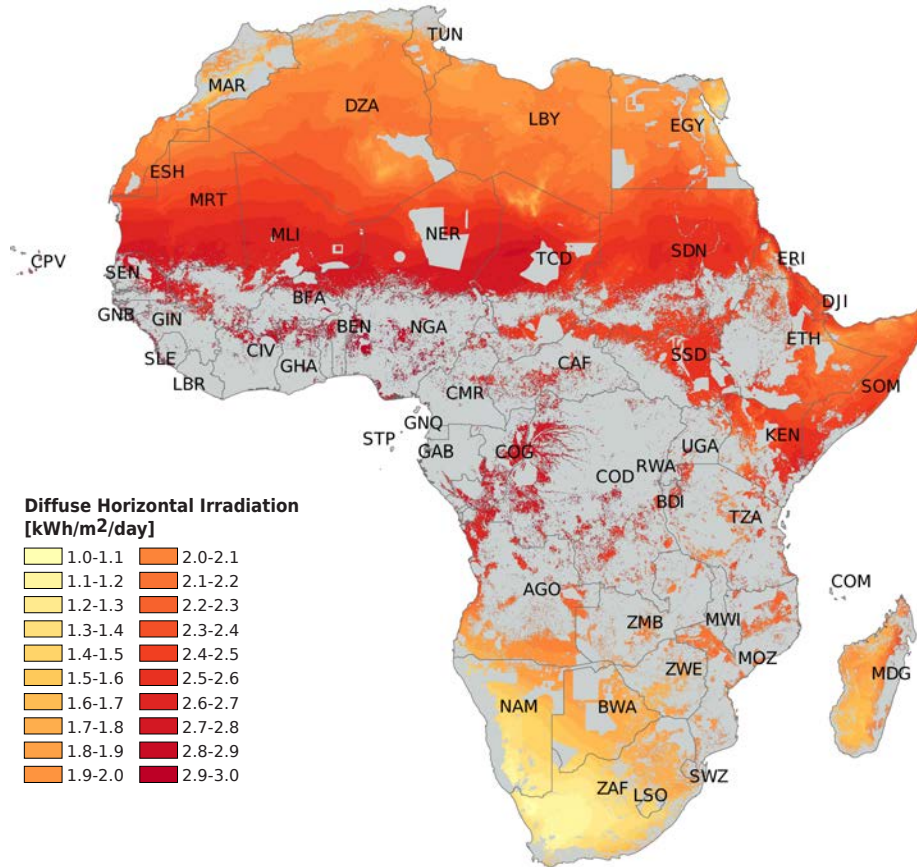 TUN
MAR
DZA
LBY
EGY
ESH
MRT
MLI
NER
TCD
SDN
ERI
CPV
SEN
BFA
DJI
GNB
GIN
BEN
NGA
ETH
SLE
CIV
GHA
CAF
SSD
SOM
LBR
CMR
GNQ
STP
GAB
COG
UGA
KEN
RWA
COD
BDI
TZA
Diffuse Horizontal Irradiation
[kWh/m2/day]
1.0-1.1
1.1-1.2
1.2-1.3
1.3-1.4
1.4-1.5
1.5-1.6
1.6-1.7
1.7-1.8
1.8-1.9
1.9-2.0
2.0-2.1
2.1-2.2
2.2-2.3
2.3-2.4
2.4-2.5
2.5-2.6
2.6-2.7
2.7-2.8
2.8-2.9
2.9-3.0
COM
AGO
ZMB
MWI
MOZ
ZWE
MDG
NAM
BWA
ZAF
LSO
SWZ